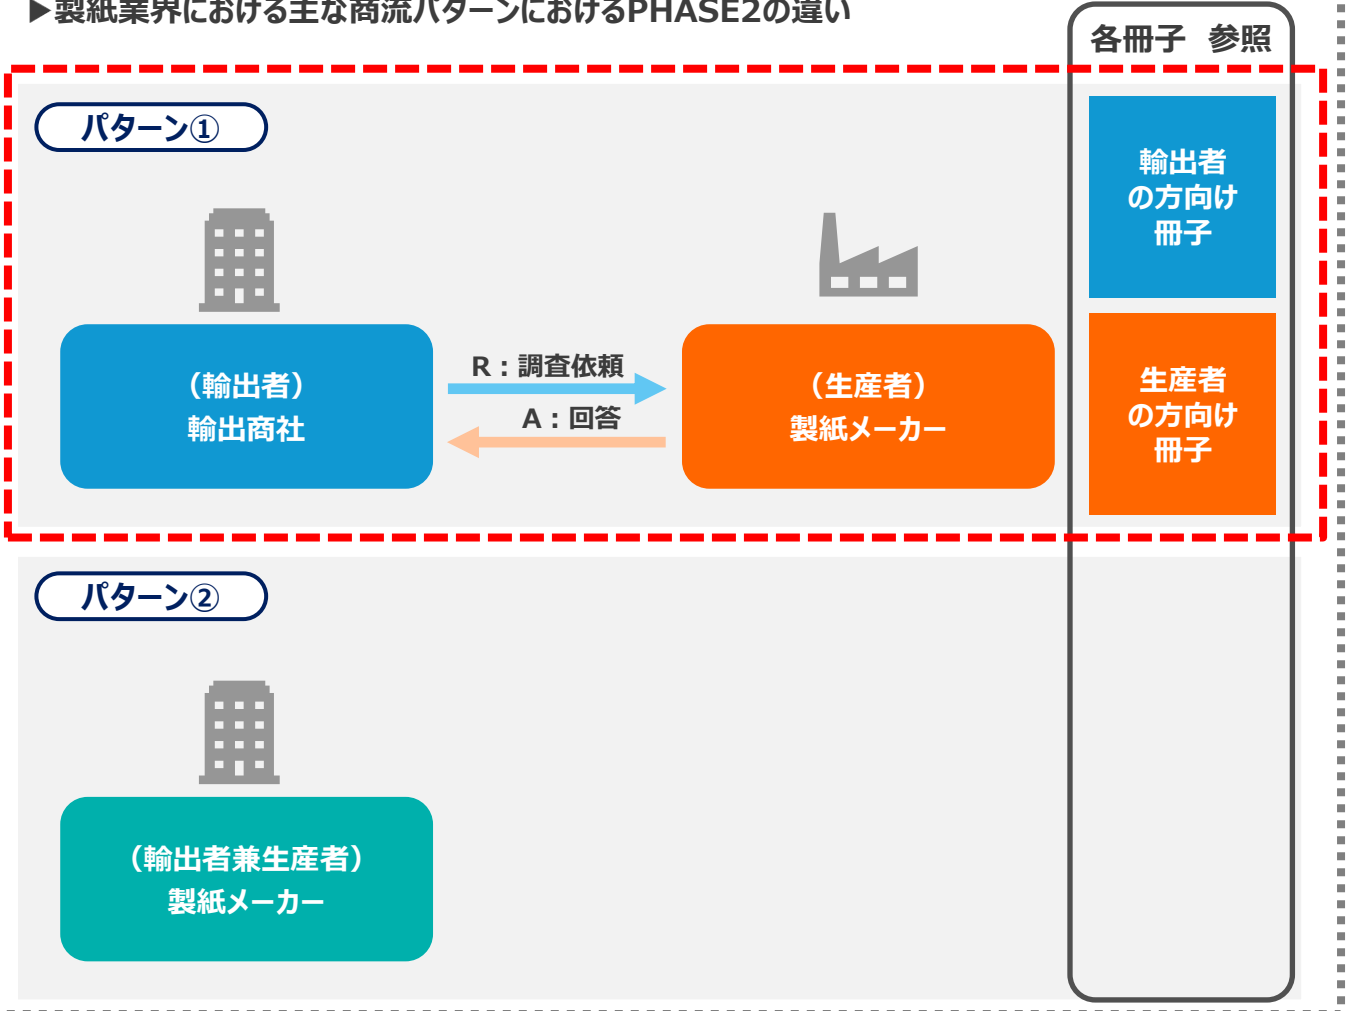 ▶製紙業界における主な商流パターンにおけるPHASE2の違い
各冊子 参照
パターン①
輸出者
の方向け
冊子
（輸出者）
輸出商社
R：調査依頼
A：回答
（生産者）
製紙メーカー
生産者
の方向け
冊子
パターン②
（輸出者兼生産者）
製紙メーカー